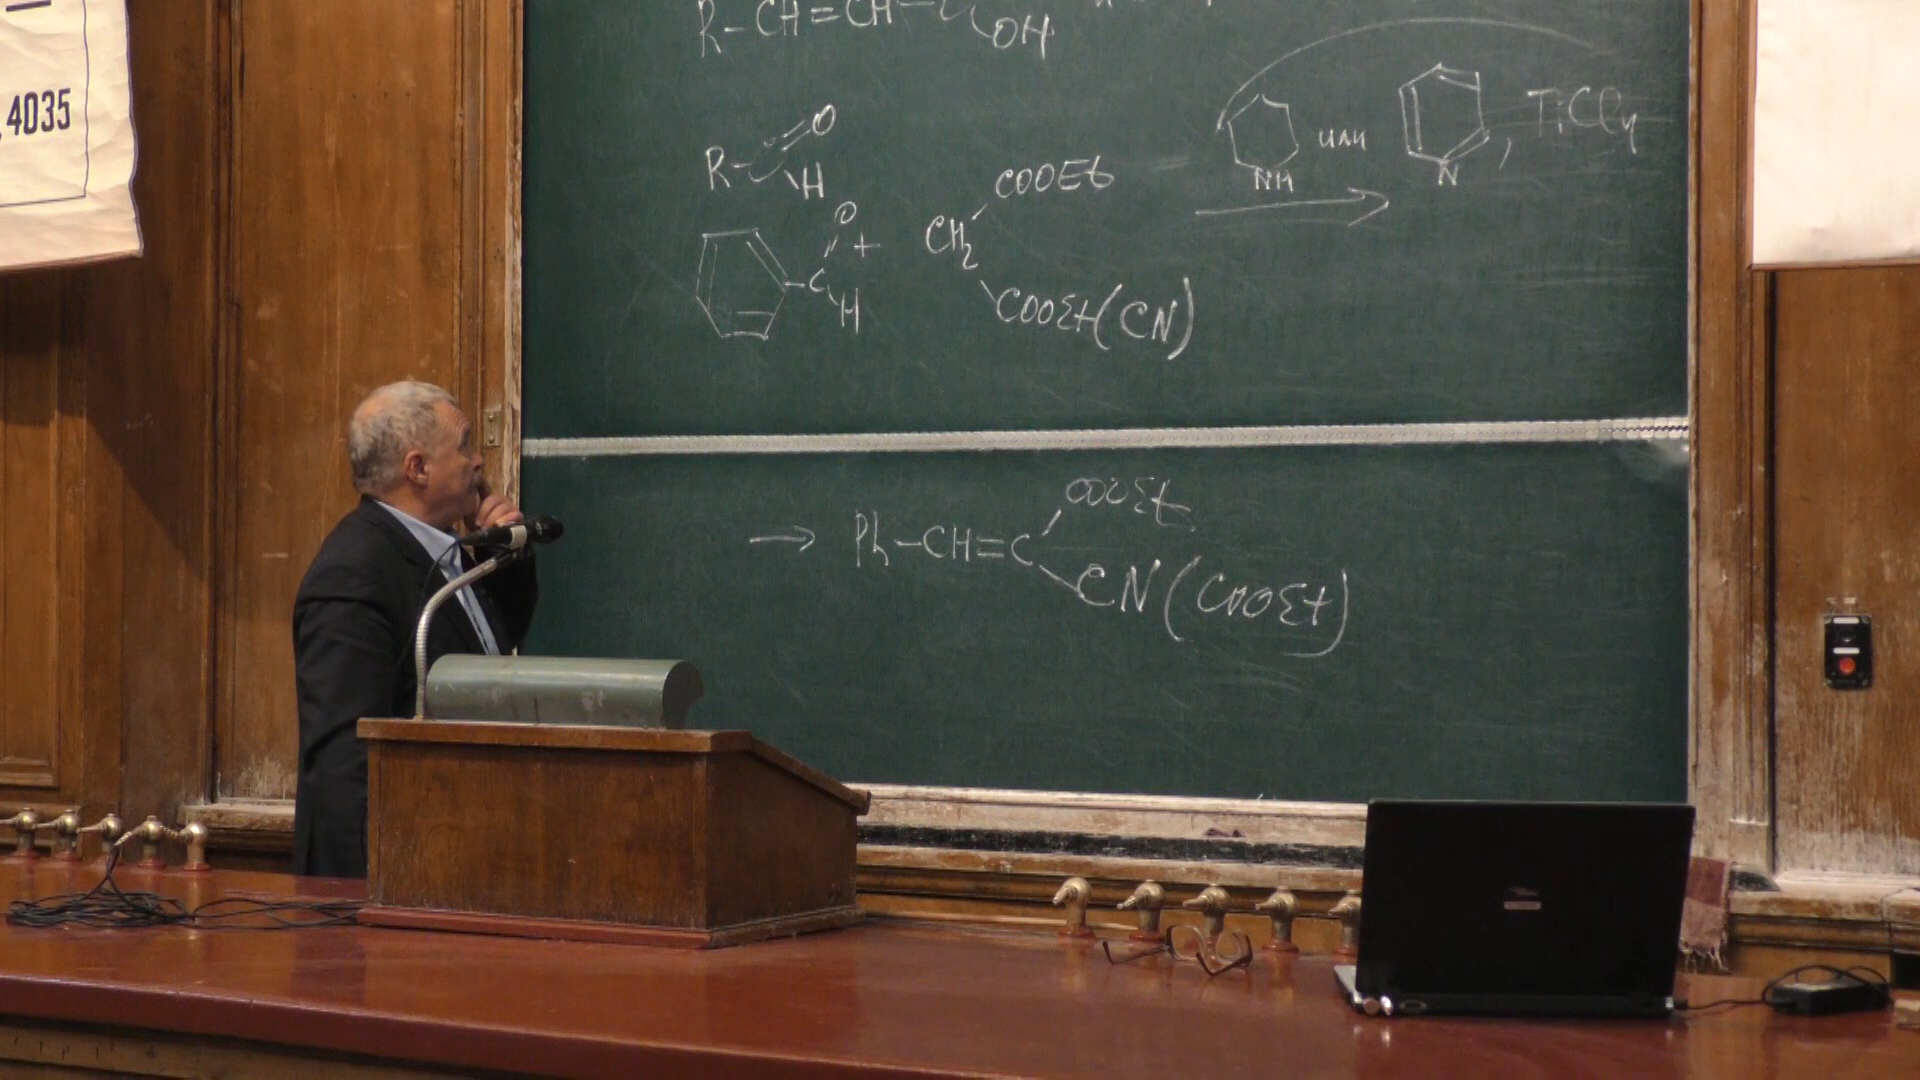 4035
R-CH=CH-C
OH
O
R-C
H
COOEt
NH
или
N
, TiCl4
O
C
H
+
CH2
COOEt(CN)
→ Ph-CH=C
COOEt
CN(COOEt)